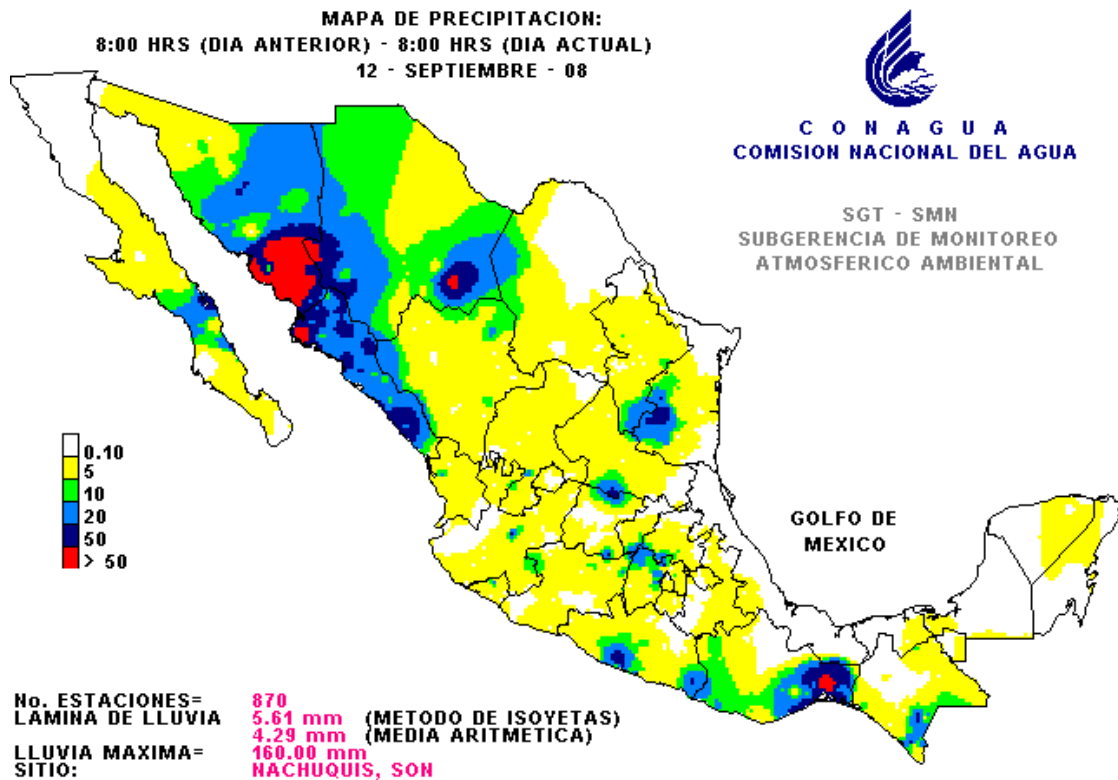 MAPA DE PRECIPITACION:
8:00 HRS (DIA ANTERIOR) - 8:00 HRS (DIA ACTUAL)
12 - SEPTIEMBRE - 08
C O N A G U A
COMISION NACIONAL DEL AGUA
SGT - SMN
SUBGERENCIA DE MONITOREO
ATMOSFERICO AMBIENTAL
0.10
5
10
20
50
> 50
GOLFO DE
MEXICO
No. ESTACIONES= 870
LAMINA DE LLUVIA 5.61 mm (METODO DE ISOYETAS)
4.29 mm (MEDIA ARITMETICA)
LLUVIA MAXIMA= 160.00 mm
SITIO: NACHUQUIS, SON